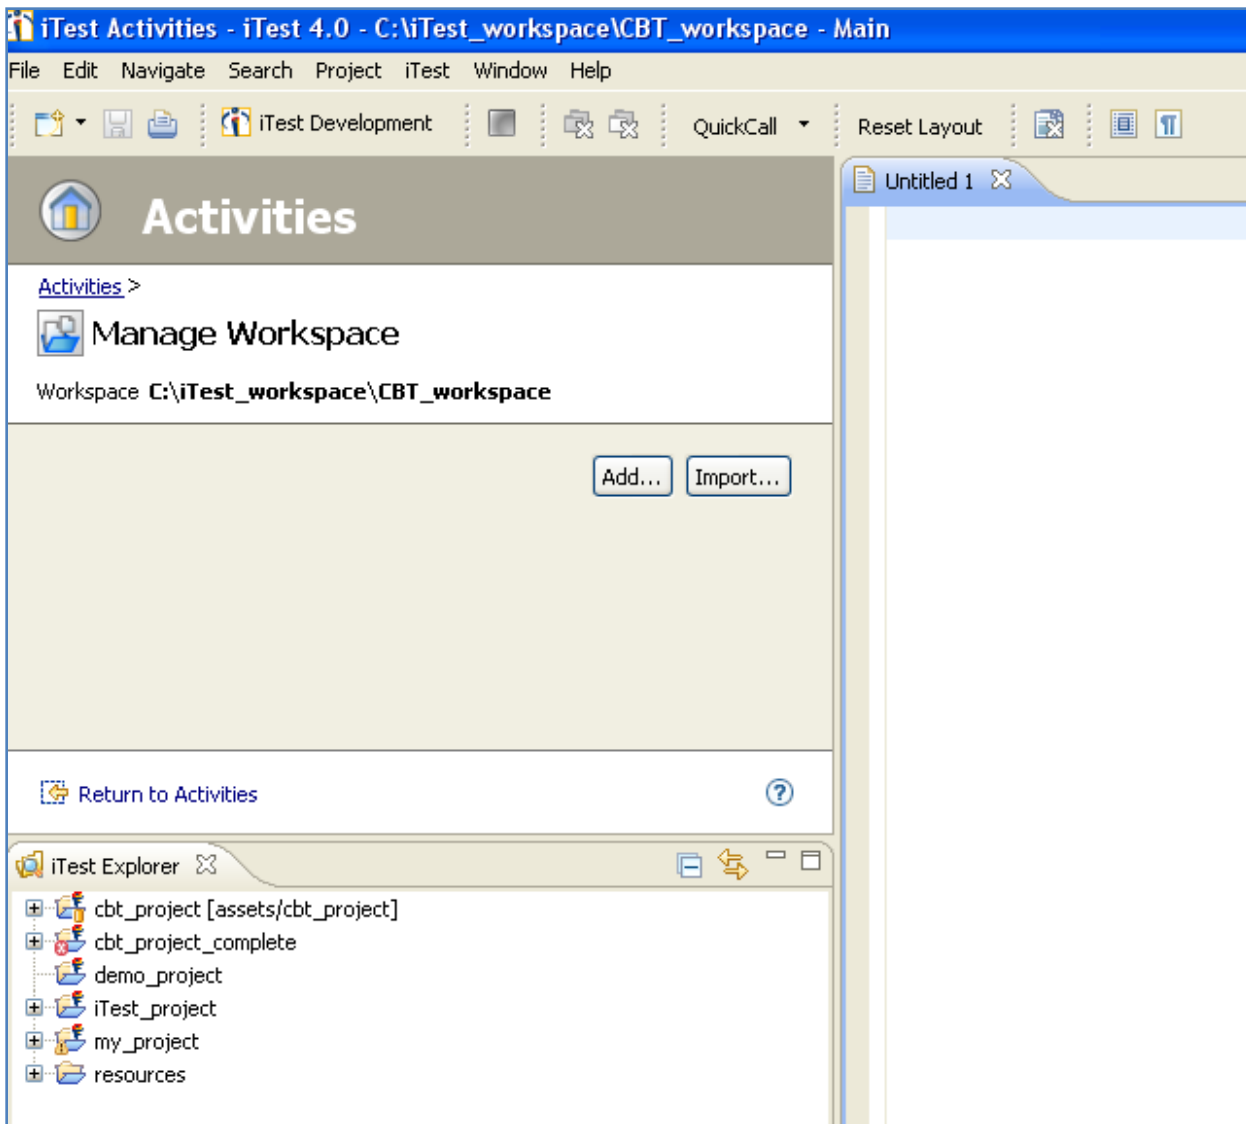 iTest Activities - iTest 4.0 - C:\iTest_workspace\CBT_workspace - Main
File Edit Navigate Search Project iTest Window Help
iTest Development QuickCall Reset Layout
Activities
Untitled 1
Activities >
Manage Workspace
Workspace C:\iTest_workspace\CBT_workspace
Add... Import...
Return to Activities
iTest Explorer
cbt_project [assets/cbt_project]
cbt_project_complete
demo_project
iTest_project
my_project
resources